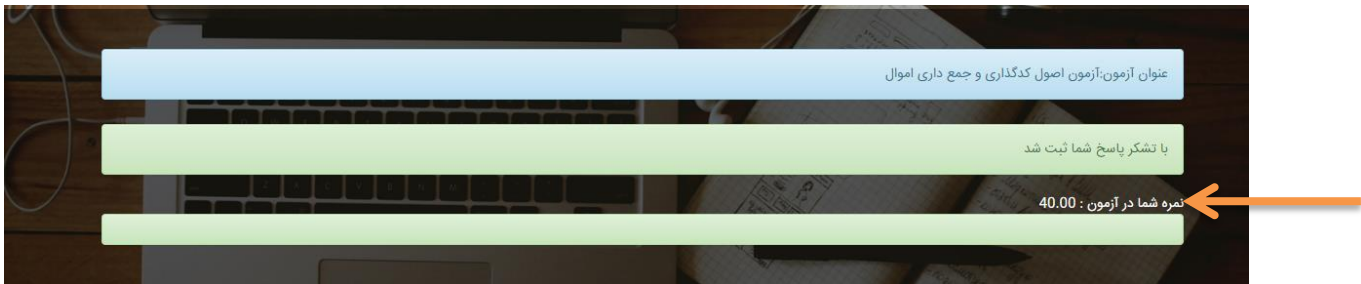 عنوان آزمون:آزمون اصول کدگذاری و جمع داری اموال
با تشکر پاسخ شما ثبت شد
نمره شما در آزمون : 40.00